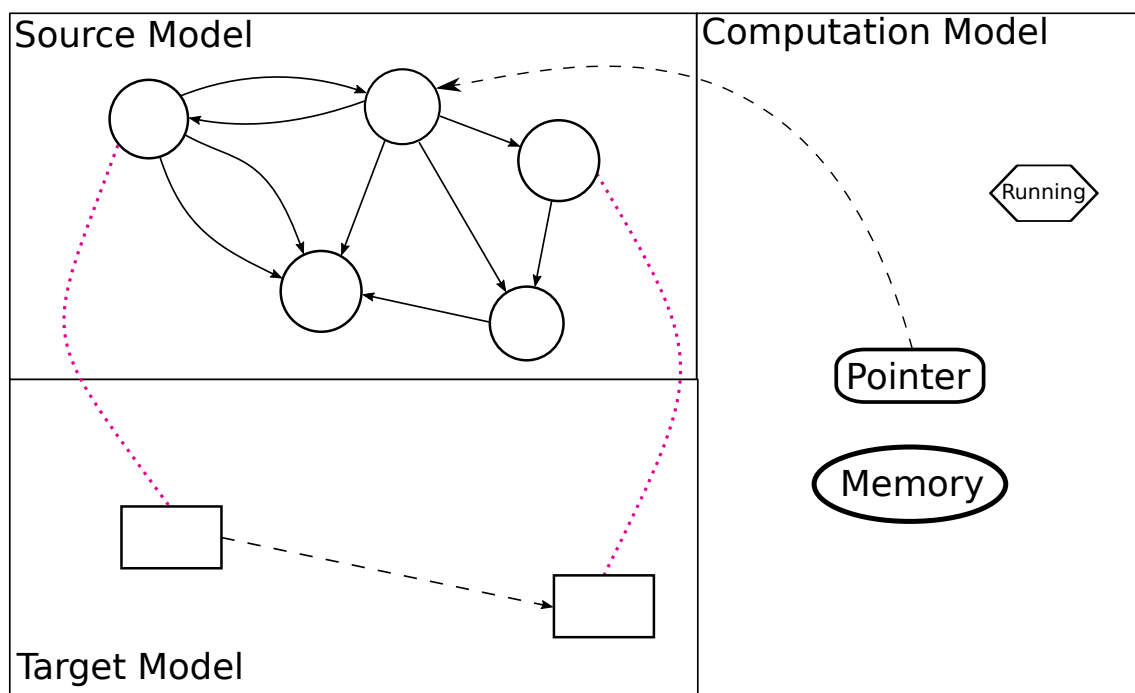 Source Model
Computation Model
Running
Pointer
Memory
Target Model